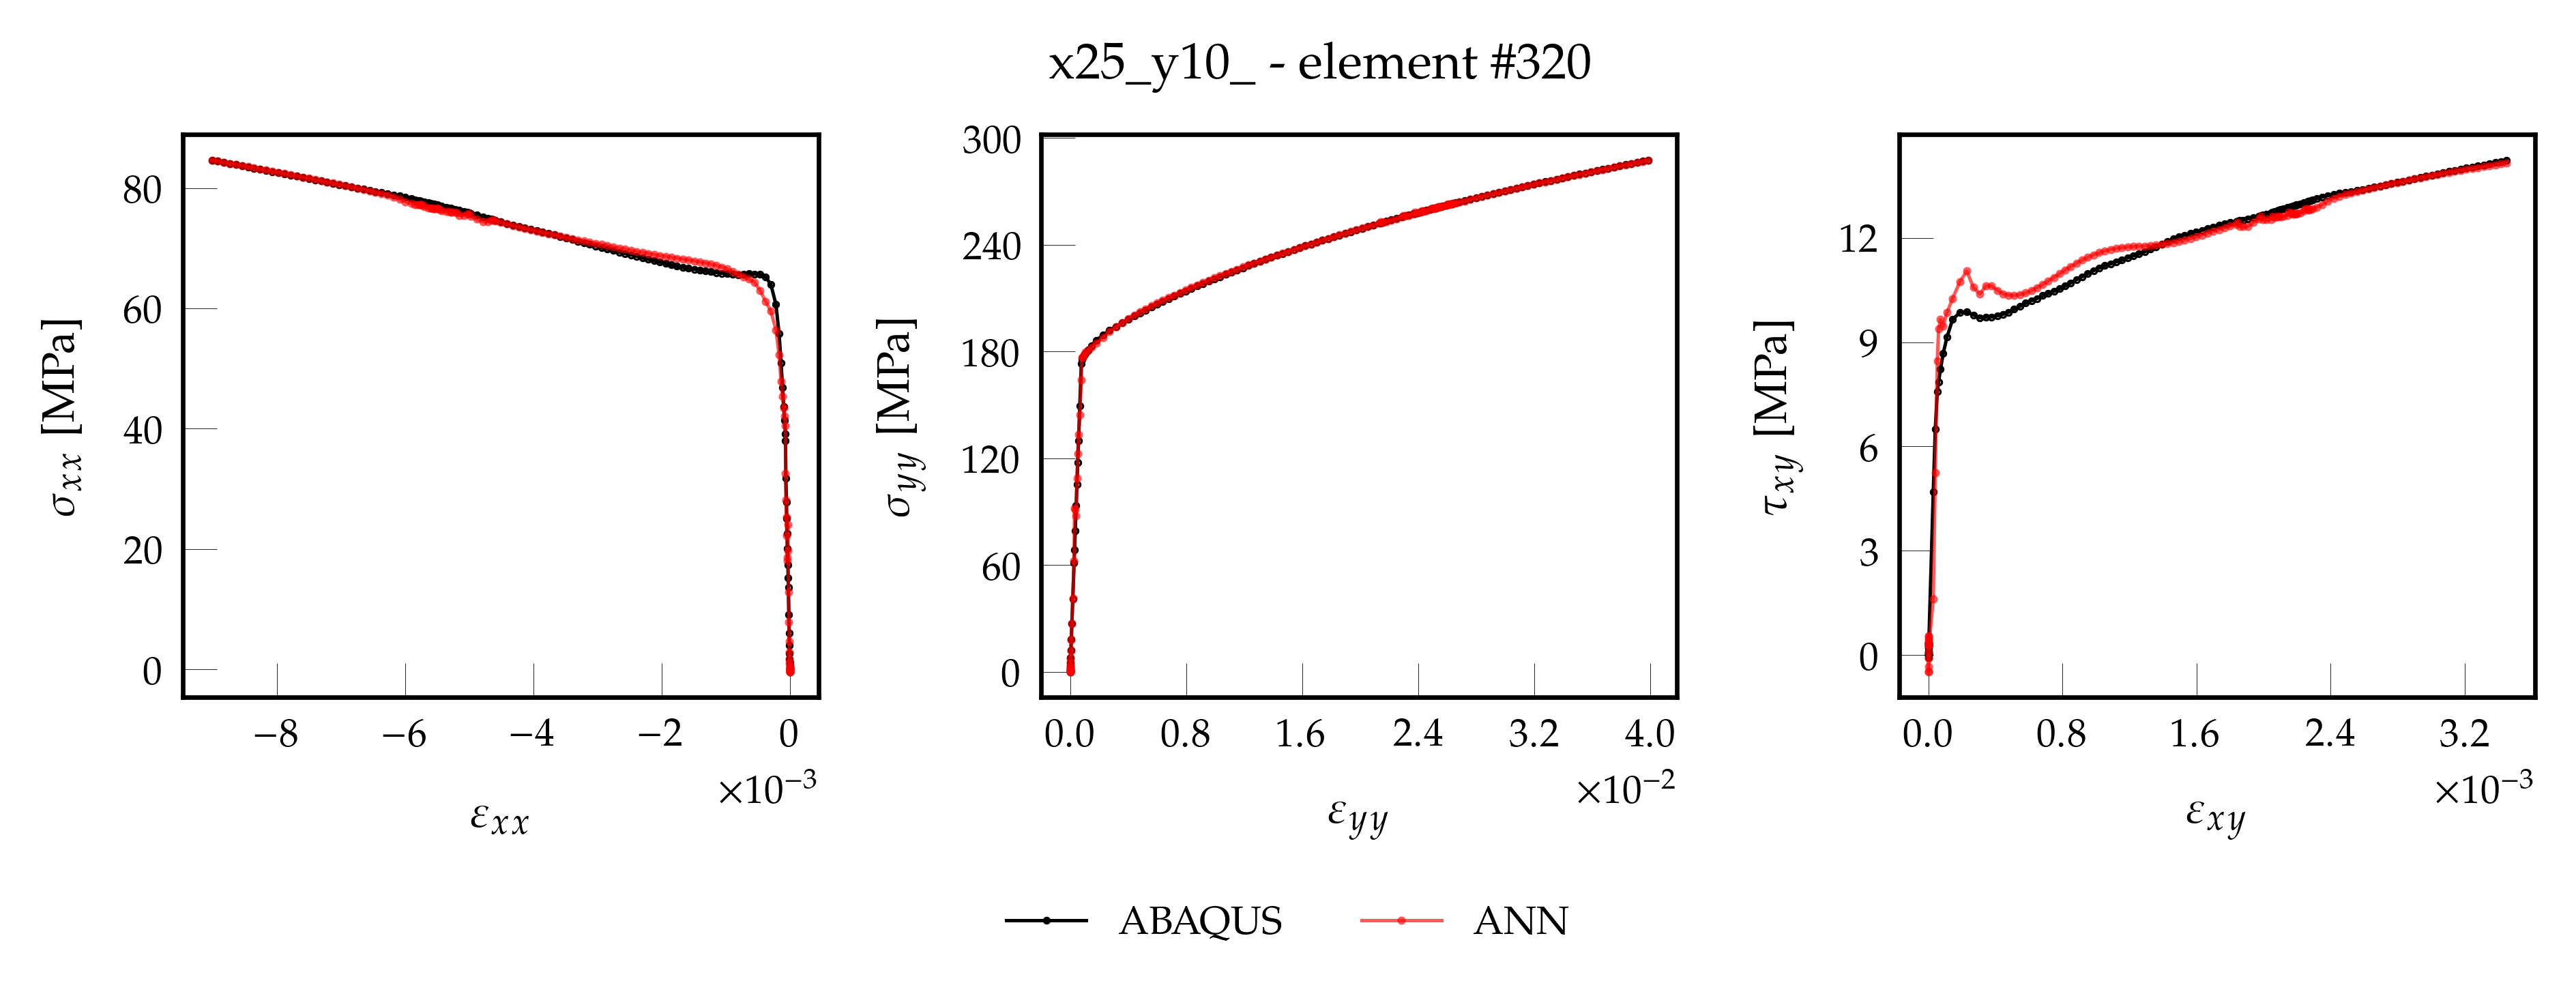 x25_y10_ - element #320
σxx [MPa]
80
60
40
20
0
−8 −6 −4 −2 0
×10−3
εxx
σyy [MPa]
300
240
180
120
60
0
0.0 0.8 1.6 2.4 3.2 4.0
×10−2
εyy
τxy [MPa]
12
9
6
3
0
0.0 0.8 1.6 2.4 3.2
×10−3
εxy
ABAQUS ANN